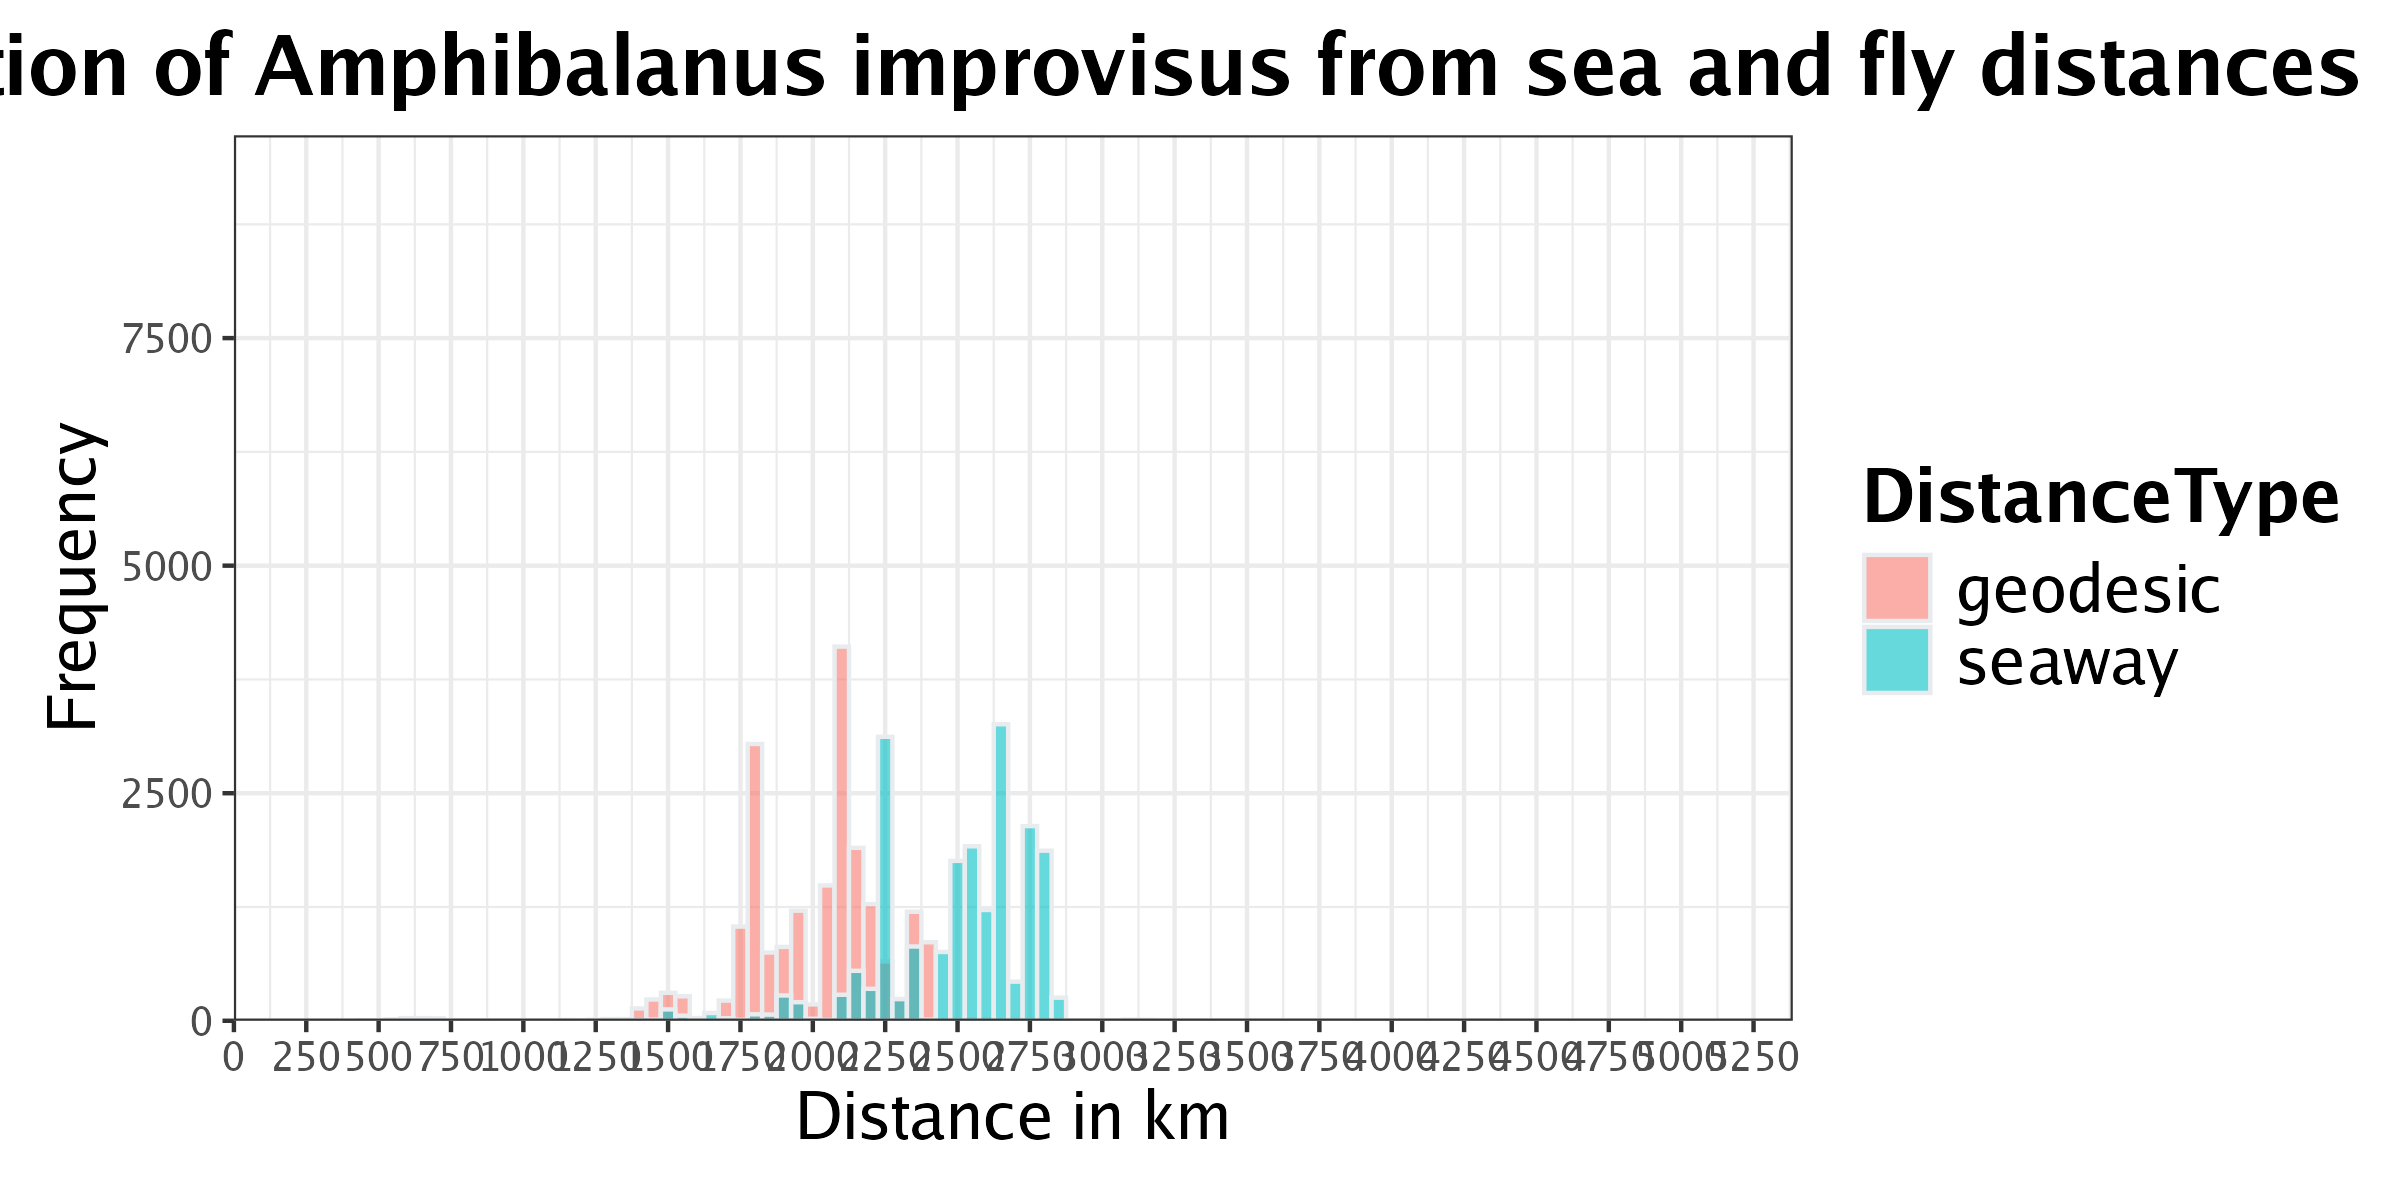 tion of Amphibalanus improvisus from sea and fly distances
7500
5000
2500
0
Frequency
0 250 500 750 1000 1250 1500 1750 2000 2250 2500 2750 3000 3250 3500 3750 4000 4250 4500 4750 5000 5250
Distance in km
DistanceType
geodesic
seaway